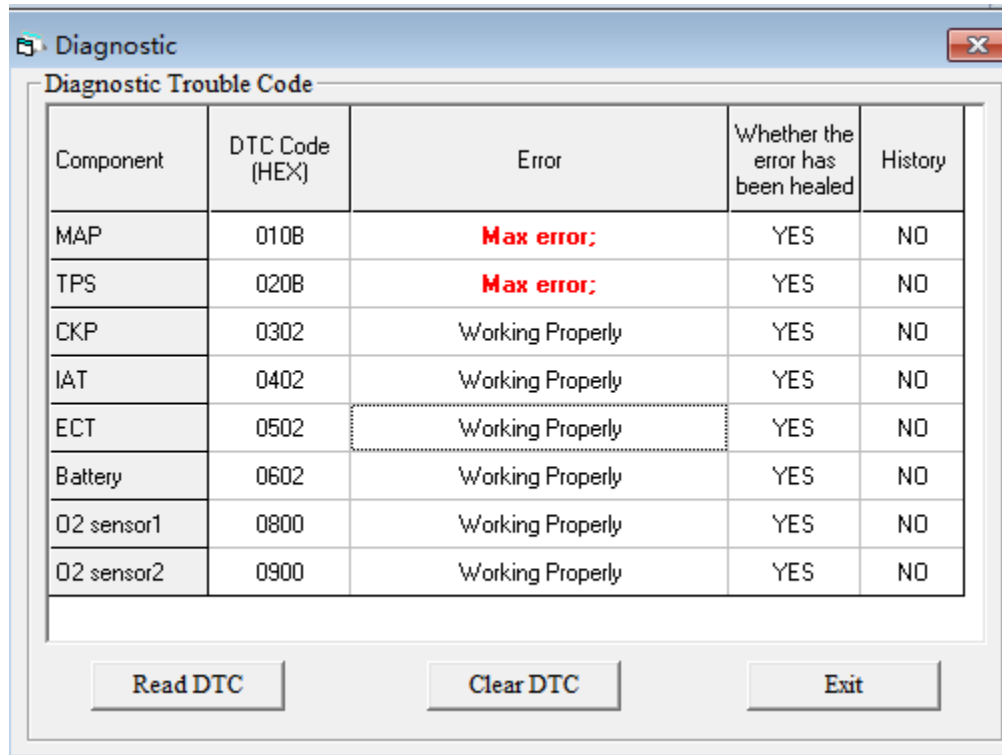 Diagnostic
Diagnostic Trouble Code
Component DTC Code (HEX) Error Whether the error has been healed History
MAP 010B Max error; YES NO
TPS 020B Max error; YES NO
CKP 0302 Working Properly YES NO
IAT 0402 Working Properly YES NO
ECT 0502 Working Properly YES NO
Battery 0602 Working Properly YES NO
O2 sensor1 0800 Working Properly YES NO
O2 sensor2 0900 Working Properly YES NO
Read DTC Clear DTC Exit